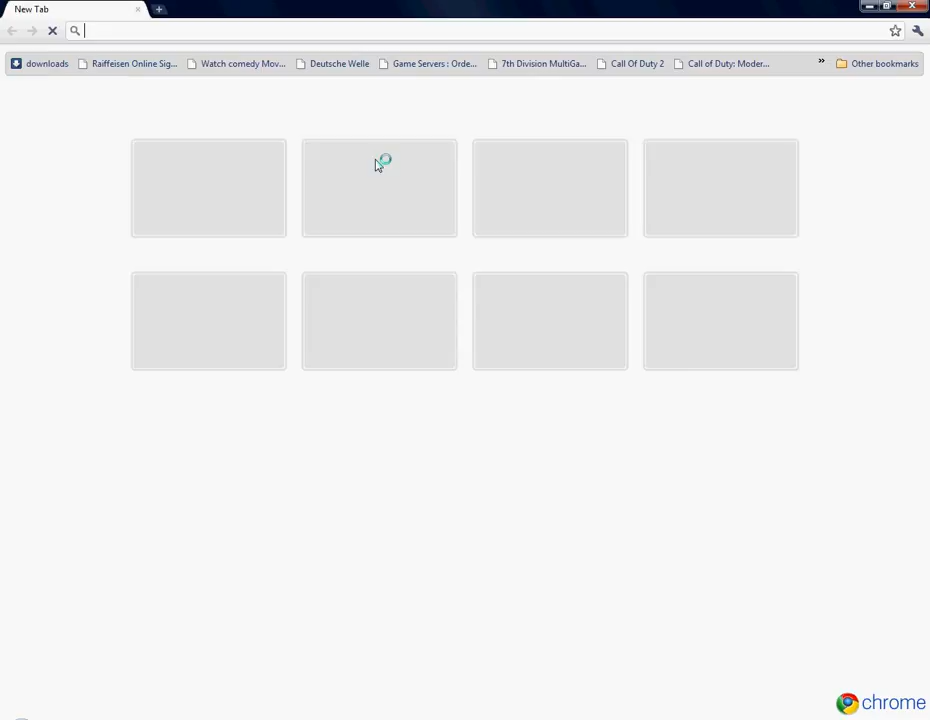 New Tab
downloads Raiffeisen Online Sig... Watch comedy Mov... Deutsche Welle Game Servers : Orde... 7th Division MultiGa... Call Of Duty 2 Call of Duty: Moder... » Other bookmarks
chrome